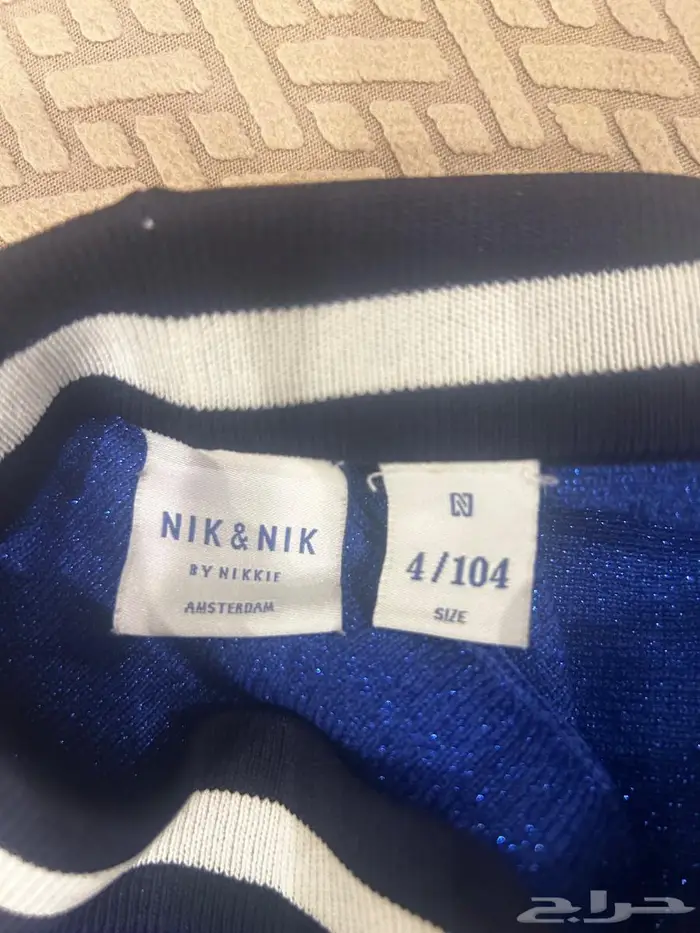 NIK & NIK
BY NIKKIE
AMSTERDAM
N
4/104
SIZE
حراج